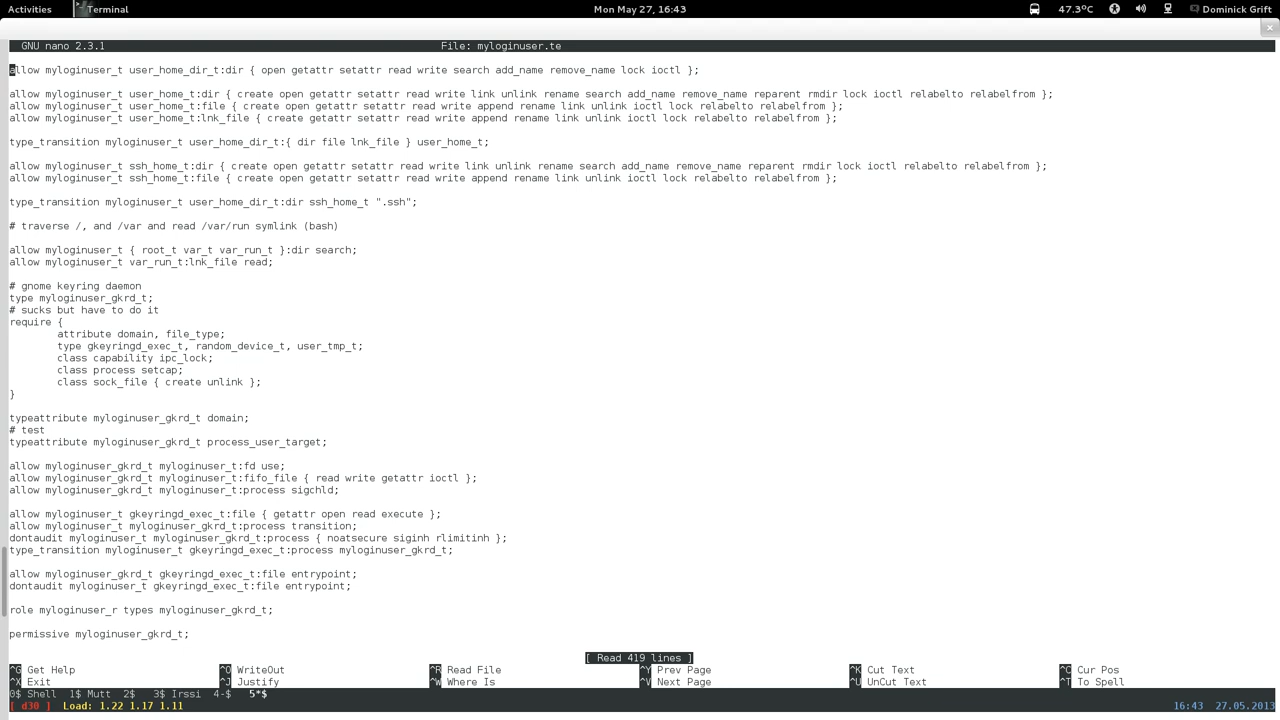 Activities
Terminal
Mon May 27, 16:43
47.3°C
Dominick Grift
GNU nano 2.3.1 File: myloginuser.te
allow myloginuser_t user_home_dir_t:dir { open getattr setattr read write search add_name remove_name lock ioctl };
allow myloginuser_t user_home_t:dir { create open getattr setattr read write link unlink rename search add_name remove_name reparent rmdir lock ioctl relabelto relabelfrom };
allow myloginuser_t user_home_t:file { create open getattr setattr read write append rename link unlink ioctl lock relabelto relabelfrom };
allow myloginuser_t user_home_t:lnk_file { create getattr setattr read write append rename link unlink ioctl lock relabelto relabelfrom };
type_transition myloginuser_t user_home_dir_t:{ dir file lnk_file } user_home_t;
allow myloginuser_t ssh_home_t:dir { create open getattr setattr read write link unlink rename search add_name remove_name reparent rmdir lock ioctl relabelto relabelfrom };
allow myloginuser_t ssh_home_t:file { create open getattr setattr read write append rename link unlink ioctl lock relabelto relabelfrom };
type_transition myloginuser_t user_home_dir_t:dir ssh_home_t ".ssh";
# traverse /, and /var and read /var/run symlink (bash)
allow myloginuser_t { root_t var_t var_run_t }:dir search;
allow myloginuser_t var_run_t:lnk_file read;
# gnome keyring daemon
type myloginuser_gkrd_t;
# sucks but have to do it
require {
attribute domain, file_type;
type gkeyringd_exec_t, random_device_t, user_tmp_t;
class capability ipc_lock;
class process setcap;
class sock_file { create unlink };
}
typeattribute myloginuser_gkrd_t domain;
# test
typeattribute myloginuser_gkrd_t process_user_target;
allow myloginuser_gkrd_t myloginuser_t:fd use;
allow myloginuser_gkrd_t myloginuser_t:fifo_file { read write getattr ioctl };
allow myloginuser_gkrd_t myloginuser_t:process sigchld;
allow myloginuser_t gkeyringd_exec_t:file { getattr open read execute };
allow myloginuser_t myloginuser_gkrd_t:process transition;
dontaudit myloginuser_t myloginuser_gkrd_t:process { noatsecure siginh rlimitinh };
type_transition myloginuser_t gkeyringd_exec_t:process myloginuser_gkrd_t;
allow myloginuser_gkrd_t gkeyringd_exec_t:file entrypoint;
dontaudit myloginuser_t gkeyringd_exec_t:file entrypoint;
role myloginuser_r types myloginuser_gkrd_t;
permissive myloginuser_gkrd_t;
[ Read 419 lines ]
^G Get Help ^O WriteOut ^R Read File ^Y Prev Page ^K Cut Text ^C Cur Pos
^X Exit ^J Justify ^W Where Is ^V Next Page ^U UnCut Text ^T To Spell
0$ Shell 1$ Mutt 2$ 3$ Irssi 4-$ 5*$
[ d30 ] Load: 1.22 1.17 1.11 16:43 27.05.2013